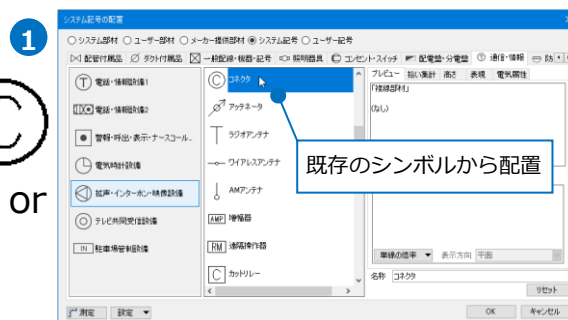 1
システム記号の配置
システム部材 ユーザー部材 メーカー提供部材 システム記号 ユーザー記号
配管付属品 ダクト付属品 一般配線・機器・記号 照明器具 コンセント・スイッチ 配電盤・分電盤 通信・情報 防
電話・情報設備1
電話・情報設備2
警報・呼出・表示・ナースコール...
電気時計設備
拡声・インターホン・映像設備
テレビ共同受信設備
IN 駐車場管制設備
C コネクタ
アッテネータ
T ラジオアンテナ
ワイアレスアンテナ
AMアンテナ
AMP 増幅器
RM 遠隔操作器
C カットリレー
プレビュー 拾い集計 高さ 表現 電気属性
「複線部材」
(なし)
既存のシンボルから配置
C
or
単線の倍率 表示方向 平面
名称 コネクタ
リセット
測定 設定 OK キャンセル